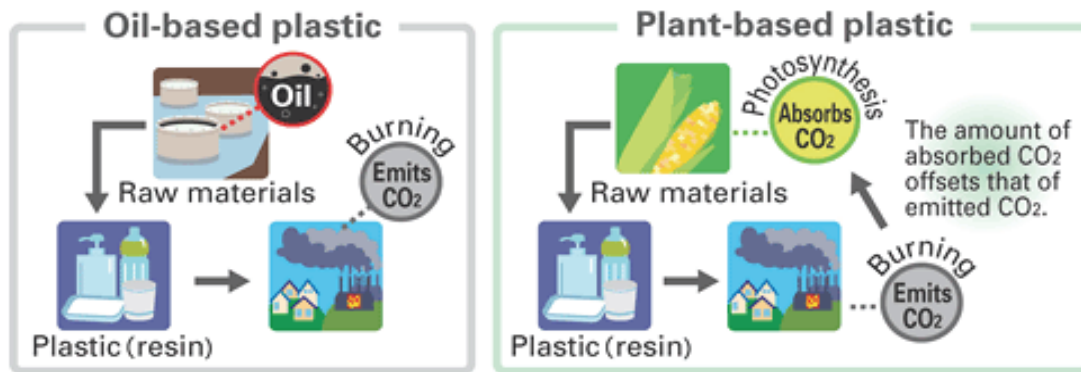 Oil-based plastic
Oil
Raw materials
Burning
Emits
CO₂
Plastic (resin)
Plant-based plastic
Photosynthesis
Absorbs
CO₂
The amount of
absorbed CO₂
offsets that of
emitted CO₂.
Raw materials
Burning
Emits
CO₂
Plastic (resin)